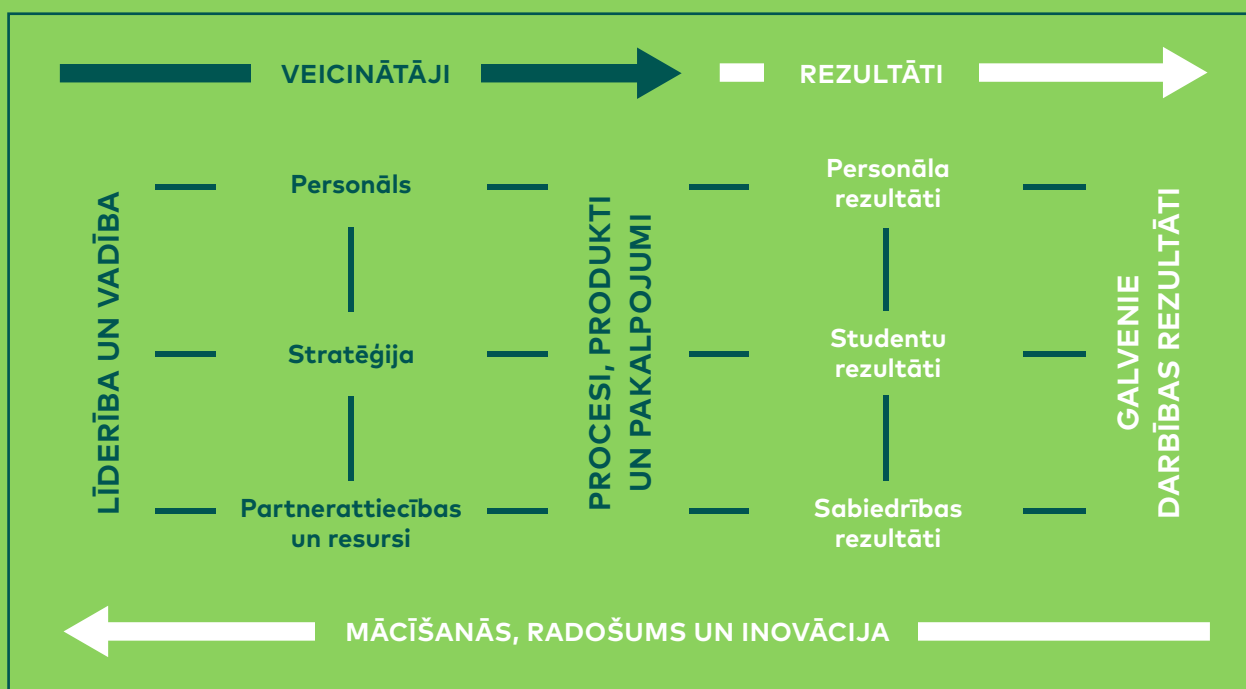 VEICINĀTĀJI
REZULTĀTI
LĪDERĪBA UN VADĪBA
Personāls
Stratēģija
Partnerattiecības
un resursi
PROCESI, PRODUKTI
UN PAKALPOJUMI
Personāla
rezultāti
Studentu
rezultāti
Sabiedrības
rezultāti
GALVENIE
DARBĪBAS REZULTĀTI
MĀCĪŠANĀS, RADOŠUMS UN INOVĀCIJA